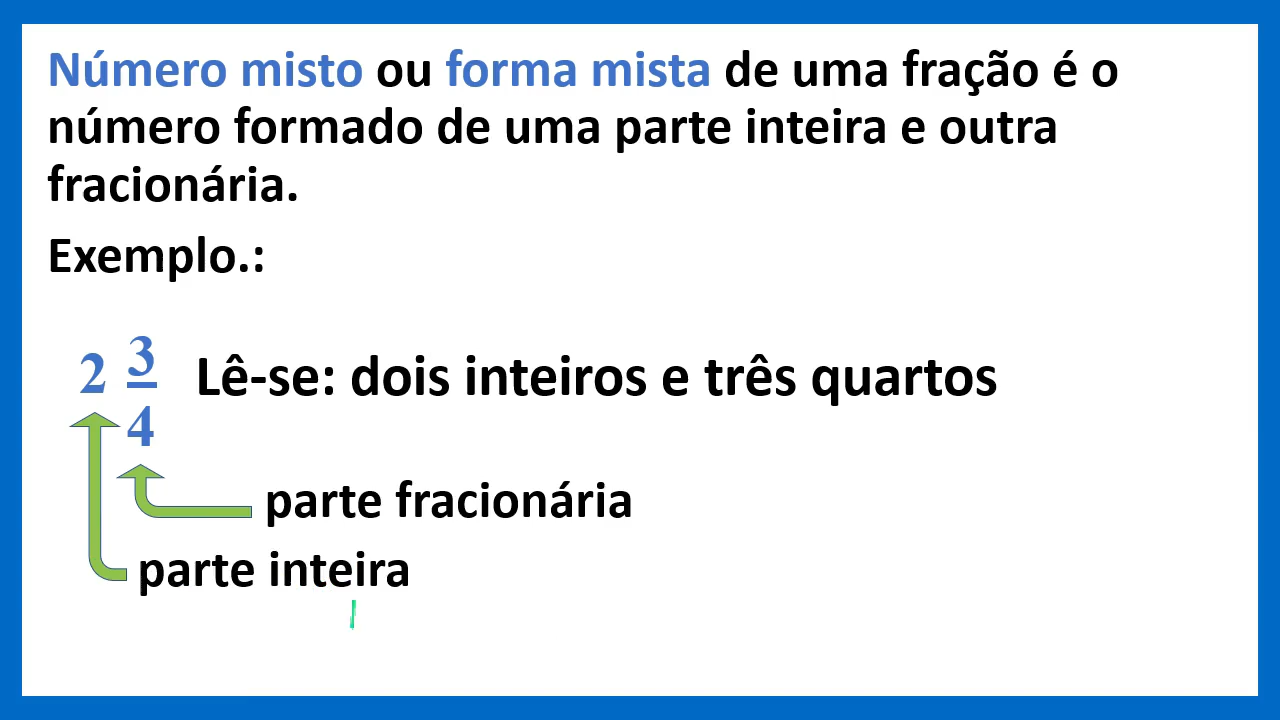 Número misto ou forma mista de uma fração é o
número formado de uma parte inteira e outra
fracionária.
Exemplo.:
2 3/4 Lê-se: dois inteiros e três quartos
parte fracionária
parte inteira